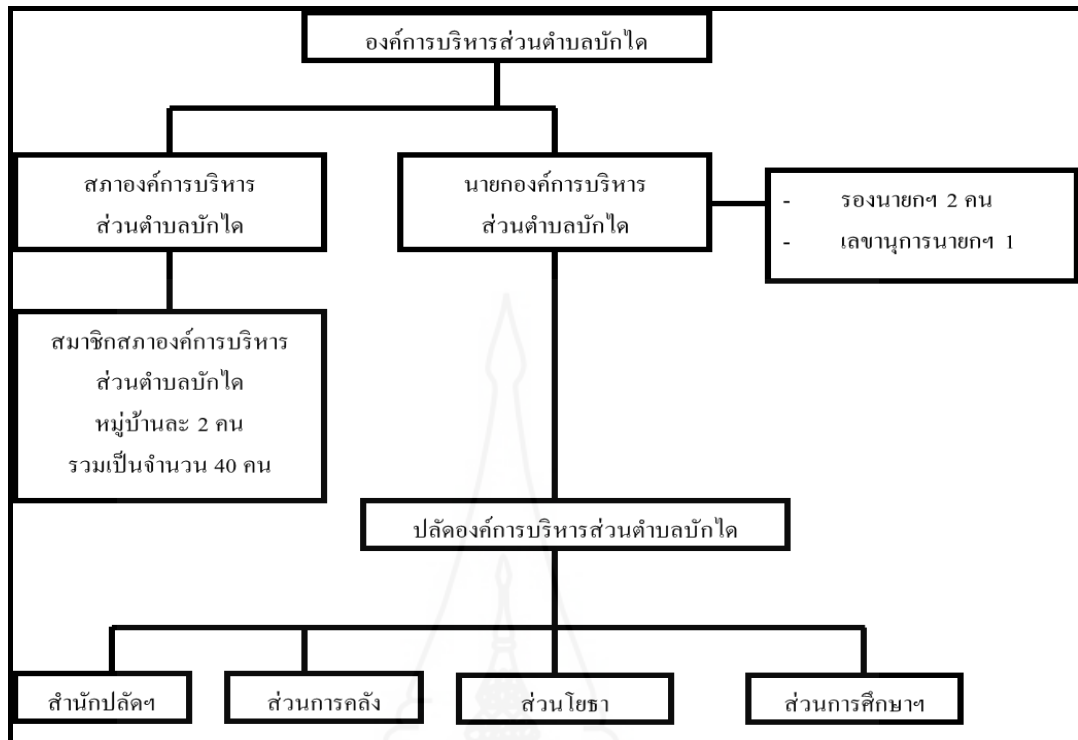 องค์การบริหารส่วนตำบลบักได
สภาองค์การบริหาร
ส่วนตำบลบักได
นายกองค์การบริหาร
ส่วนตำบลบักได
- รองนายกฯ 2 คน
- เลขานุการนายกฯ 1
สมาชิกสภาองค์การบริหาร
ส่วนตำบลบักได
หมู่บ้านละ 2 คน
รวมเป็นจำนวน 40 คน
ปลัดองค์การบริหารส่วนตำบลบักได
สำนักปลัดฯ
ส่วนการคลัง
ส่วนโยธา
ส่วนการศึกษาฯ